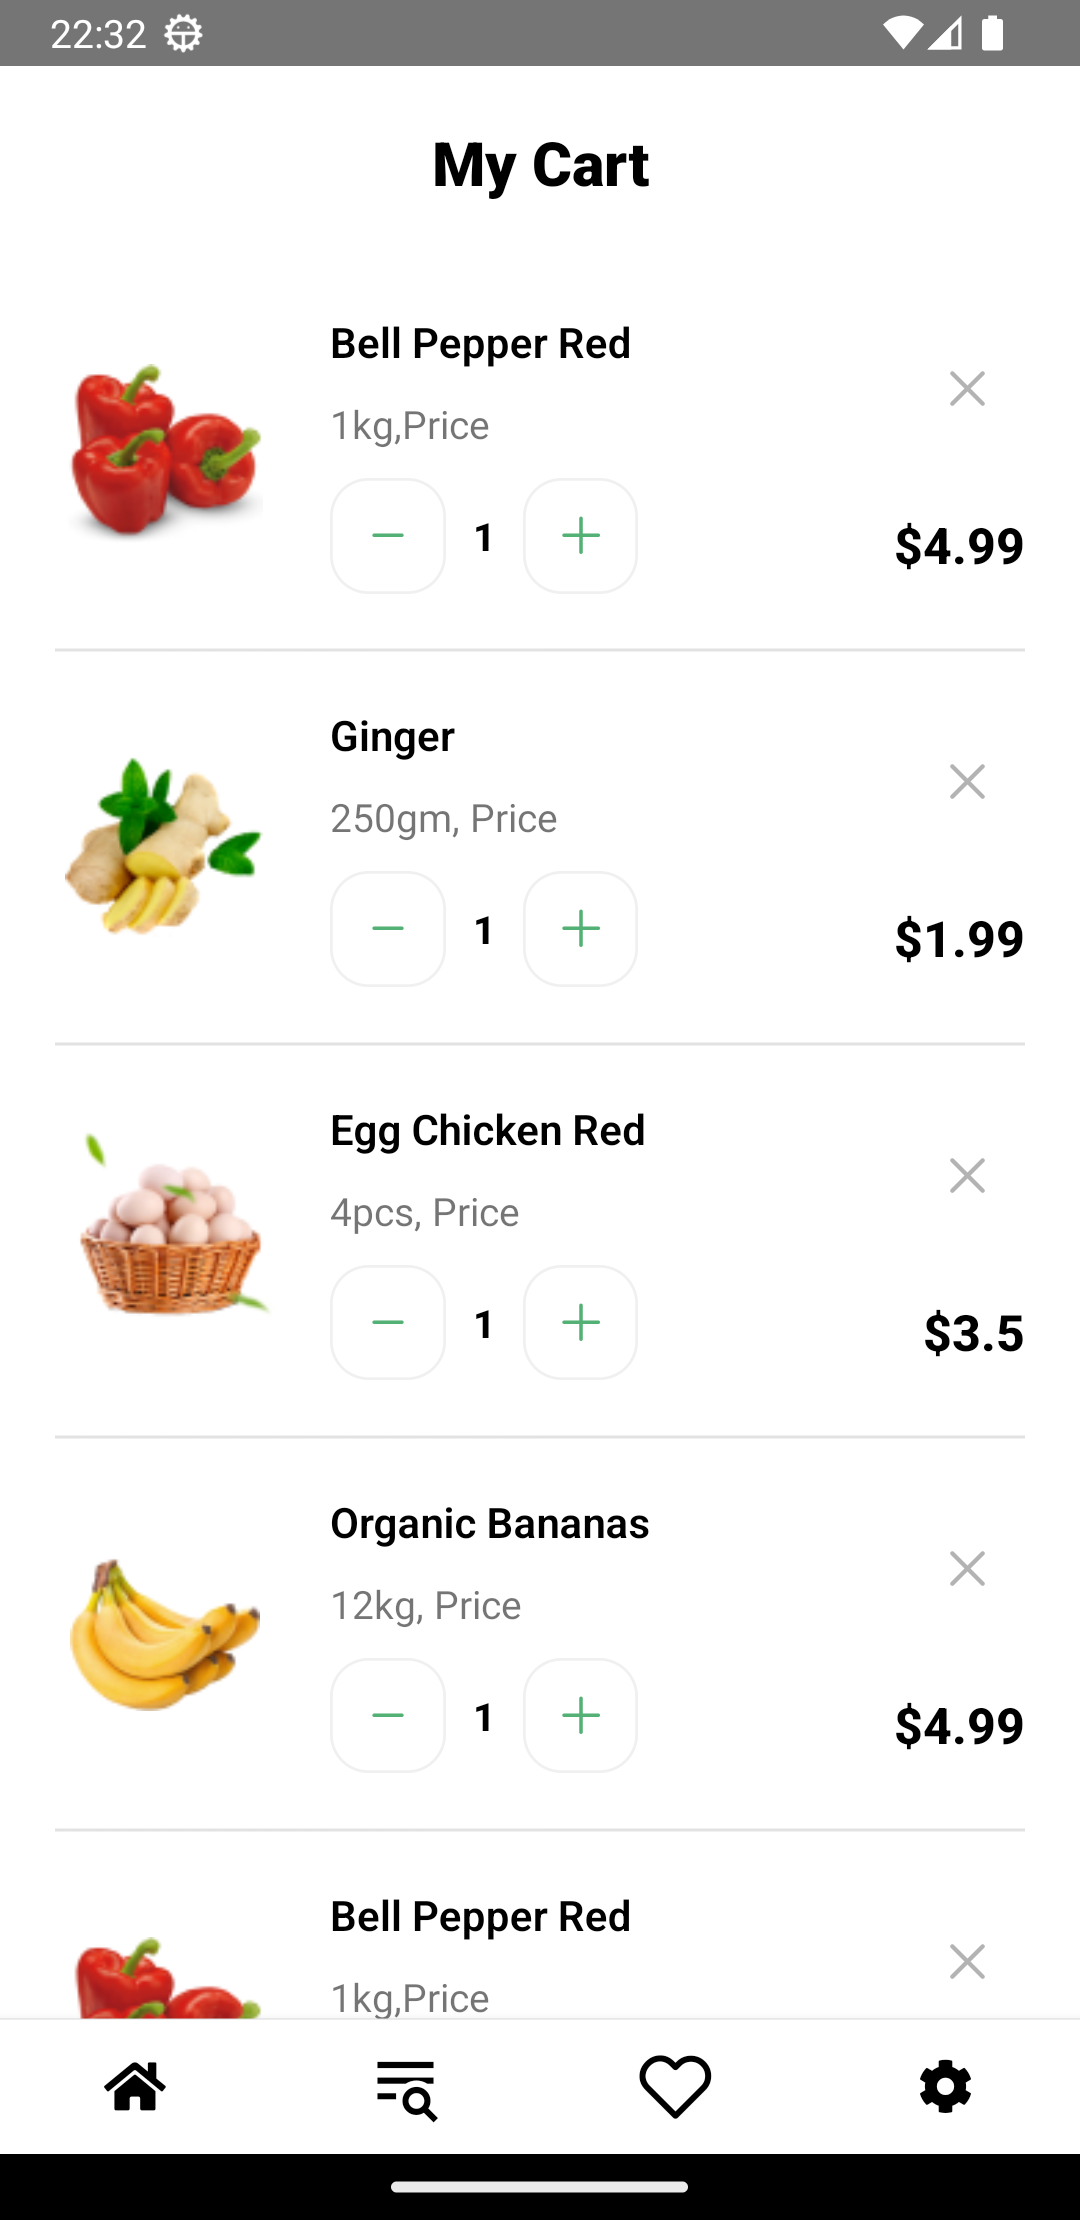 22:32
My Cart
Bell Pepper Red
1kg,Price
1
$4.99
Ginger
250gm, Price
1
$1.99
Egg Chicken Red
4pcs, Price
1
$3.5
Organic Bananas
12kg, Price
1
$4.99
Bell Pepper Red
1kg,Price